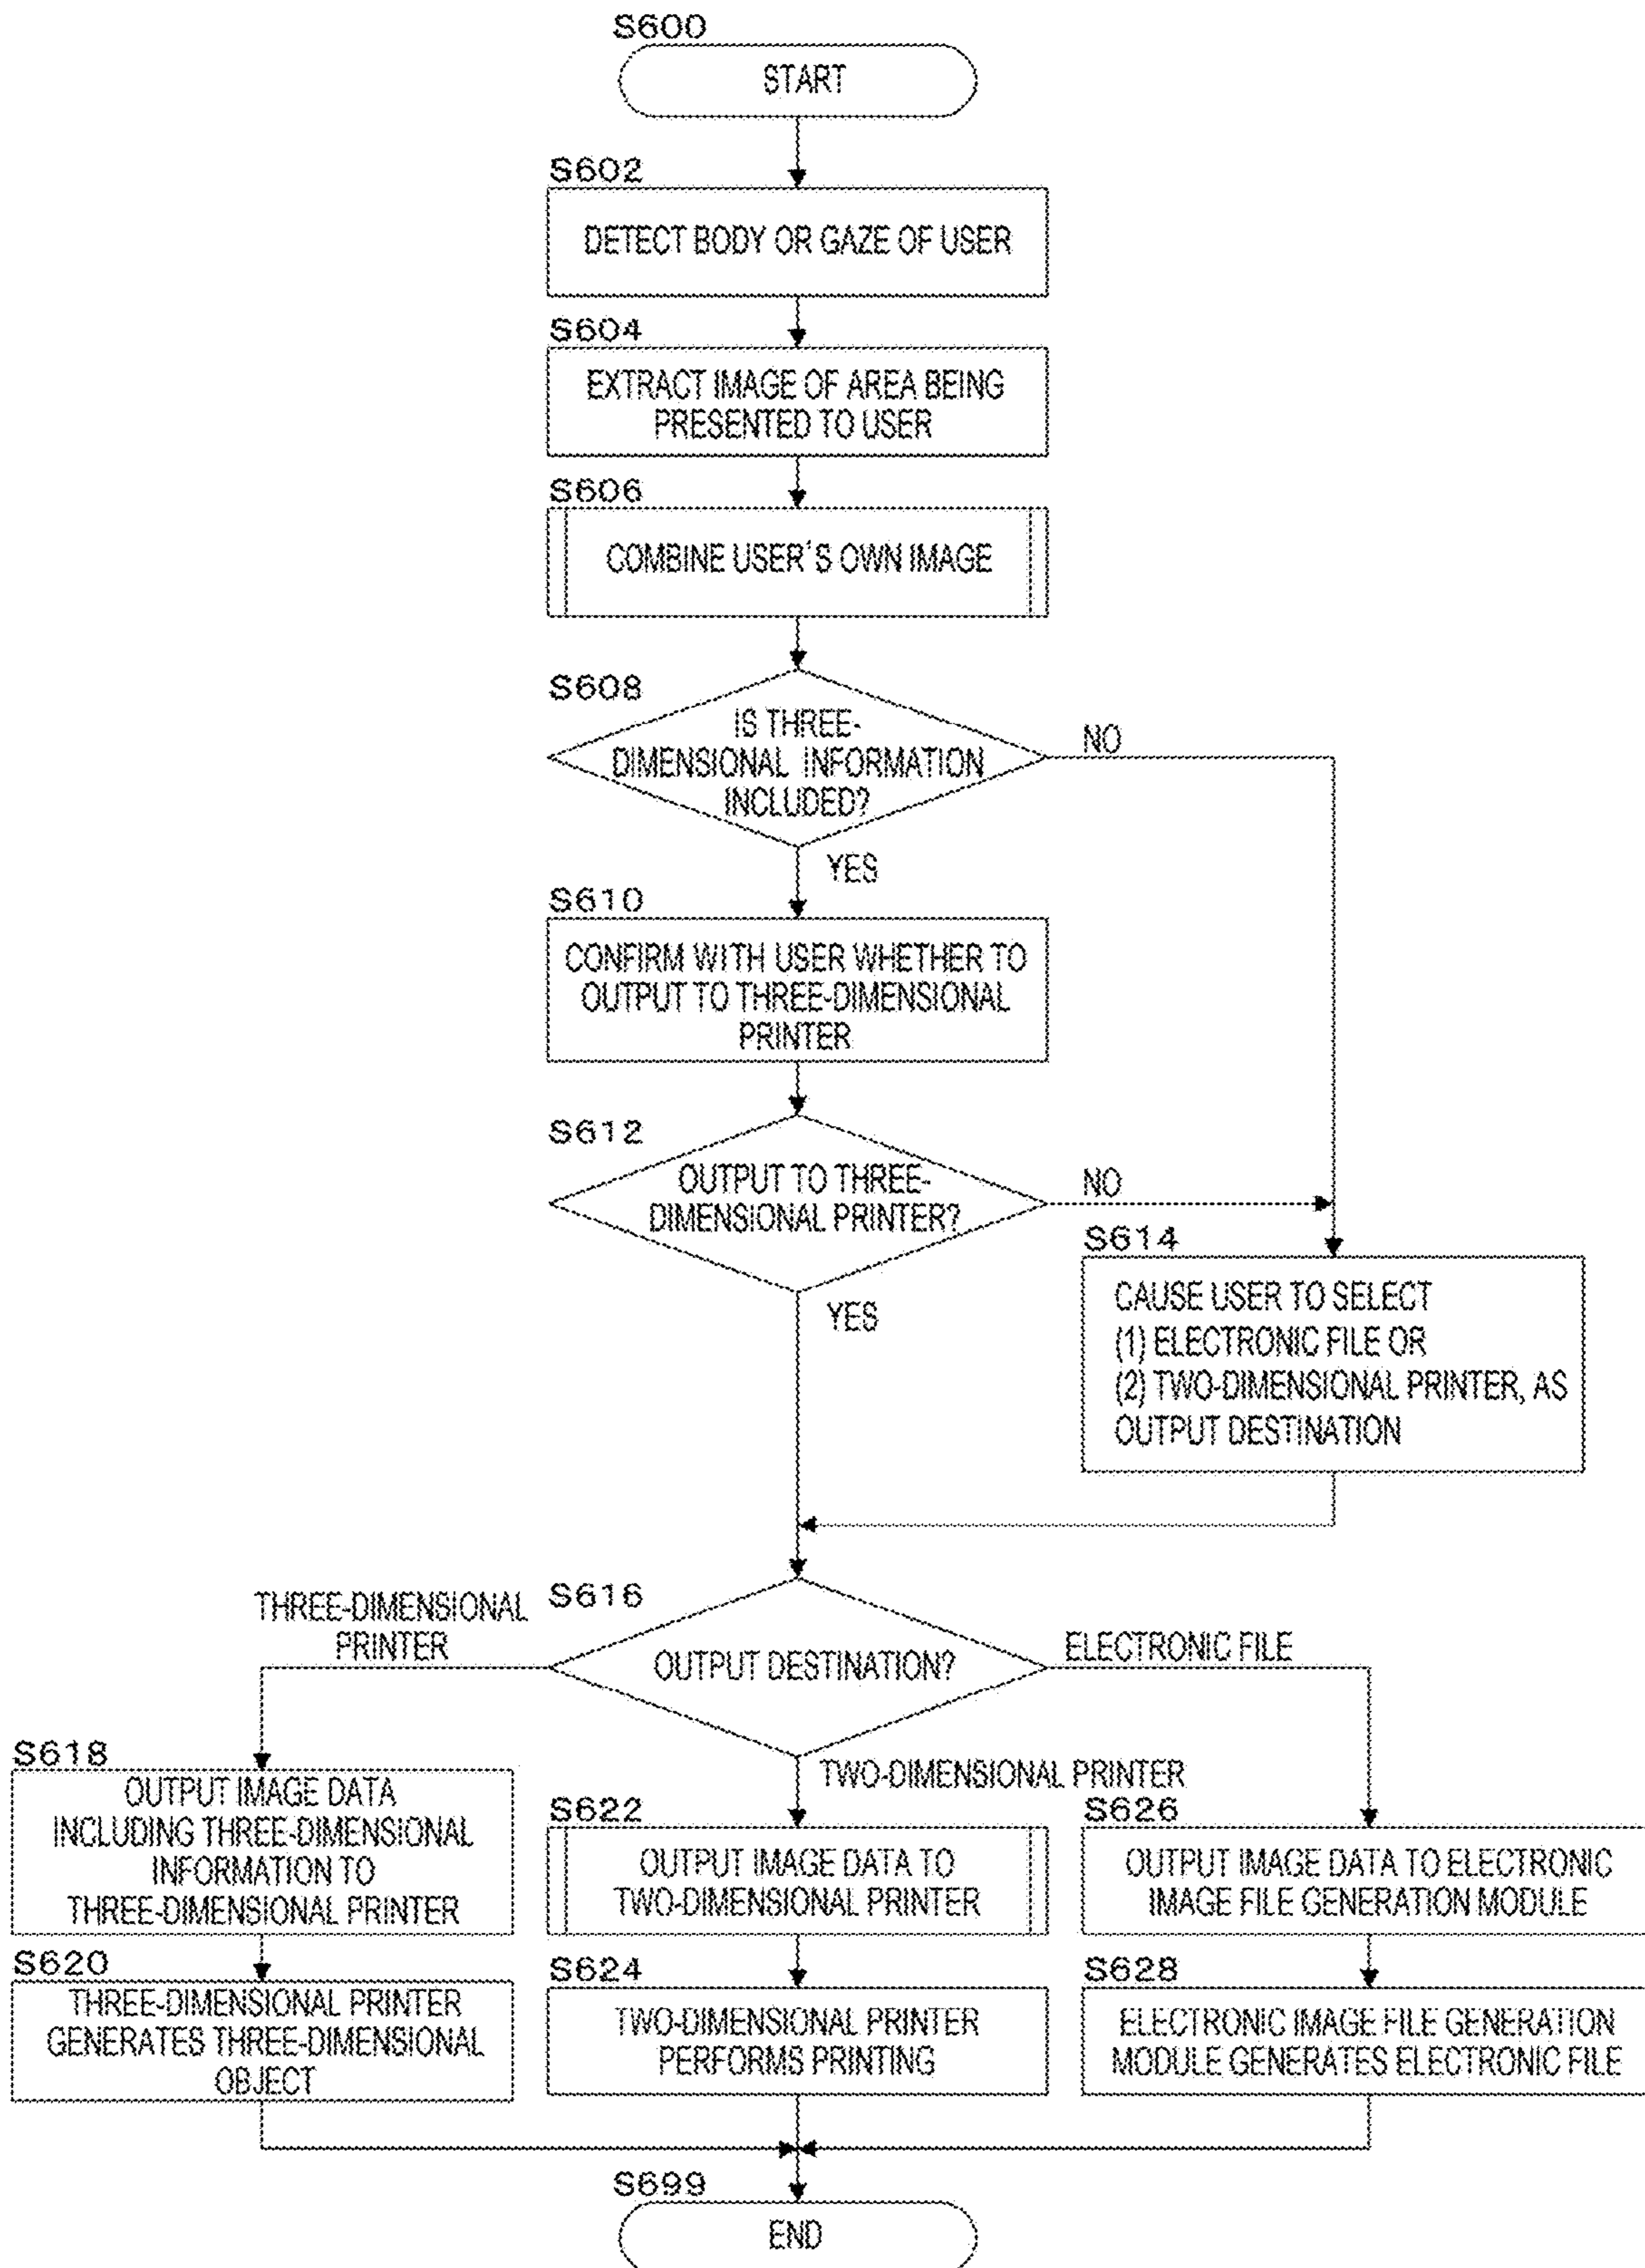 S600
START
S602
DETECT BODY OR GAZE OF USER
S604
EXTRACT IMAGE OF AREA BEING
PRESENTED TO USER
S606
COMBINE USER'S OWN IMAGE
S608
IS THREE-
DIMENSIONAL INFORMATION
INCLUDED?
NO
YES
S610
CONFIRM WITH USER WHETHER TO
OUTPUT TO THREE-DIMENSIONAL
PRINTER
S612
OUTPUT TO THREE-
DIMENSIONAL PRINTER?
NO
YES
S614
CAUSE USER TO SELECT
(1) ELECTRONIC FILE OR
(2) TWO-DIMENSIONAL PRINTER, AS
OUTPUT DESTINATION
S616
OUTPUT DESTINATION?
THREE-DIMENSIONAL
PRINTER
ELECTRONIC FILE
TWO-DIMENSIONAL PRINTER
S618
OUTPUT IMAGE DATA
INCLUDING THREE-DIMENSIONAL
INFORMATION TO
THREE-DIMENSIONAL PRINTER
S620
THREE-DIMENSIONAL PRINTER
GENERATES THREE-DIMENSIONAL
OBJECT
S622
OUTPUT IMAGE DATA TO
TWO-DIMENSIONAL PRINTER
S624
TWO-DIMENSIONAL PRINTER
PERFORMS PRINTING
S626
OUTPUT IMAGE DATA TO ELECTRONIC
IMAGE FILE GENERATION MODULE
S628
ELECTRONIC IMAGE FILE GENERATION
MODULE GENERATES ELECTRONIC FILE
S699
END